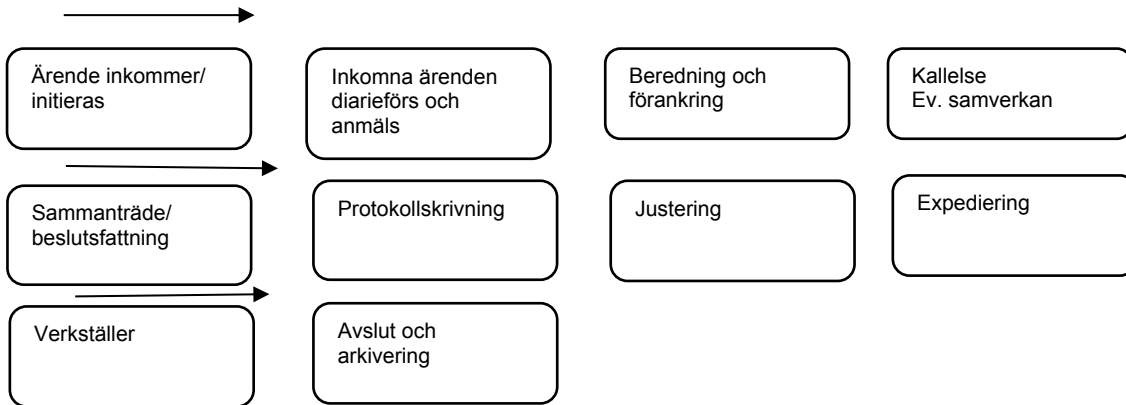 Ärende inkommer/
initieras
Inkomna ärenden
diarieförs och
anmäls
Beredning och
förankring
Kallelse
Ev. samverkan
Sammanträde/
beslutsfattning
Protokollskrivning
Justering
Expediering
Verkställer
Avslut och
arkivering